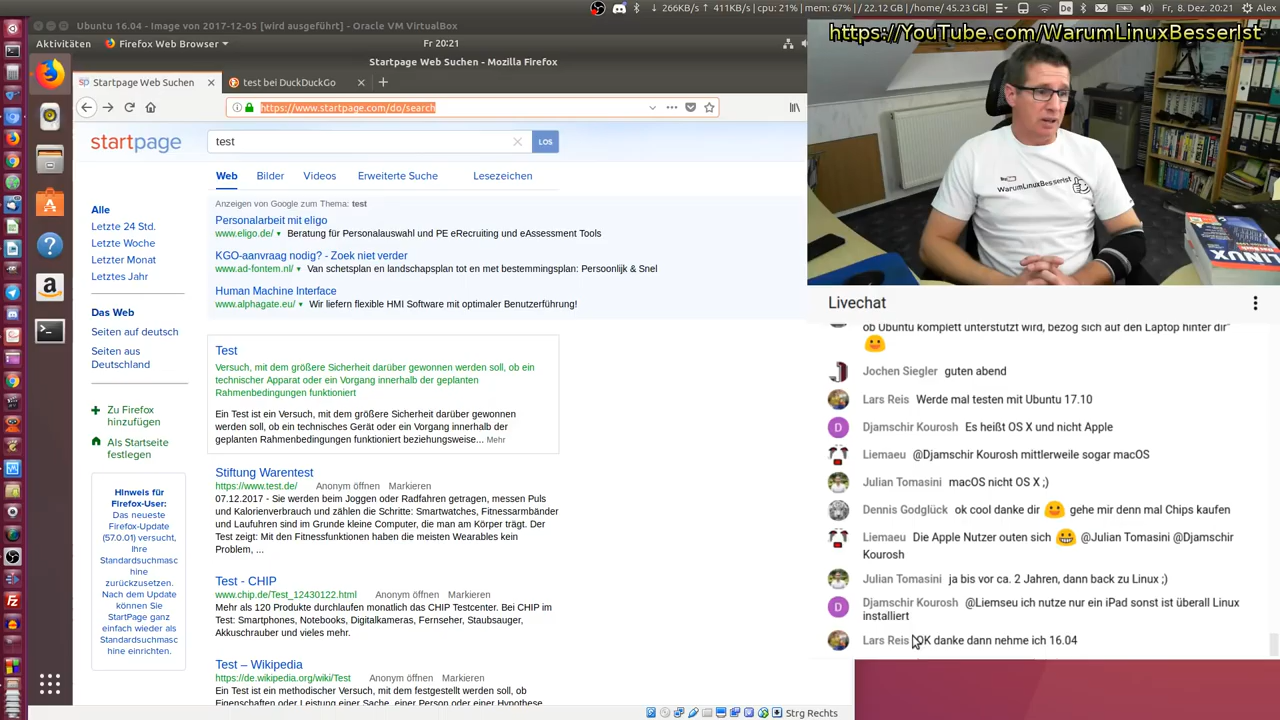 266KB/s 411KB/s cpu: 21% mem: 67% // 22.12GB /home/ 45.23GB De 20:21 Alex
Ubuntu 16.04 - Image von 2017-12-05 [wird ausgeführt] - Oracle VM VirtualBox
Aktivitäten Firefox Web Browser Fr 20:21
Startpage Web Suchen - Mozilla Firefox
Startpage Web Suchen test bei DuckDuckGo
https://www.startpage.com/do/search
startpage test LOS
Web Bilder Videos Erweiterte Suche Lesezeichen
Alle
Letzte 24 Std.
Letzte Woche
Letzter Monat
Letztes Jahr
Das Web
Seiten auf deutsch
Seiten aus
Deutschland
Zu Firefox
hinzufügen
Als Startseite
festlegen
Hinweis für
Firefox-User:
Das neueste
Firefox-Update
(57.0.01) versucht,
Ihre
Standardsuchmasc
hine
zurückzusetzen.
Nach dem Update
können Sie
StartPage ganz
einfach wieder als
Standardsuchmasc
hine einrichten.
Anzeigen von Google zum Thema: test
Personalarbeit mit eligo
www.eligo.de/ Beratung für Personalauswahl und PE eRecruiting und eAssessment Tools
KGO-aanvraag nodig? - Zoek niet verder
www.ad-fontem.nl/ Van schetsplan en landschapsplan tot en met bestemmingsplan: Persoonlijk & Snel
Human Machine Interface
www.alphagate.eu/ Wir liefern flexible HMI Software mit optimaler Benutzerführung!
Test
Versuch, mit dem größere Sicherheit darüber gewonnen werden soll, ob ein
technischer Apparat oder ein Vorgang innerhalb der geplanten
Rahmenbedingungen funktioniert
Ein Test ist ein Versuch, mit dem größere Sicherheit darüber gewonnen
werden soll, ob ein technisches Gerät oder ein Vorgang innerhalb der
geplanten Rahmenbedingungen funktioniert beziehungsweise... Mehr
Stiftung Warentest
https://www.test.de/ Anonym öffnen Markieren
07.12.2017 - Sie werden beim Joggen oder Radfahren getragen, messen Puls
und Kalorienverbrauch und zählen die Schritte: Smartwatches, Fitnessarmbänder
und Laufuhren sind im Grunde kleine Computer, die man am Körper trägt. Der
Test zeigt: Mit den Fitnessfunktionen haben die meisten Wearables kein
Problem, ...
Test - CHIP
www.chip.de/Test_12430122.html Anonym öffnen Markieren
Mehr als 120 Produkte durchlaufen monatlich das CHIP Testcenter. Bei CHIP im
Test: Smartphones, Notebooks, Digitalkameras, Fernseher, Staubsauger,
Akkuschrauber und vieles mehr.
Test – Wikipedia
https://de.wikipedia.org/wiki/Test Anonym öffnen Markieren
Ein Test ist ein methodischer Versuch, mit dem festgestellt werden soll, ob
Strg Rechts
https://YouTube.com/WarumLinuxBesserIst
WarumLinuxBesserIst
LINUX
Livechat
ob Ubuntu komplett unterstützt wird, bezog sich auf den Laptop hinter dir"
Jochen Siegler guten abend
Lars Reis Werde mal testen mit Ubuntu 17.10
Djamschir Kourosh Es heißt OS X und nicht Apple
Liemaeu @Djamschir Kourosh mittlerweile sogar macOS
Julian Tomasini macOS nicht OS X ;)
Dennis Godglück ok cool danke dir gehe mir denn mal Chips kaufen
Liemaeu Die Apple Nutzer outen sich @Julian Tomasini @Djamschir
Kourosh
Julian Tomasini ja bis vor ca. 2 Jahren, dann back zu Linux ;)
Djamschir Kourosh @Liemseu ich nutze nur ein iPad sonst ist überall Linux
installiert
Lars Reis OK danke dann nehme ich 16.04